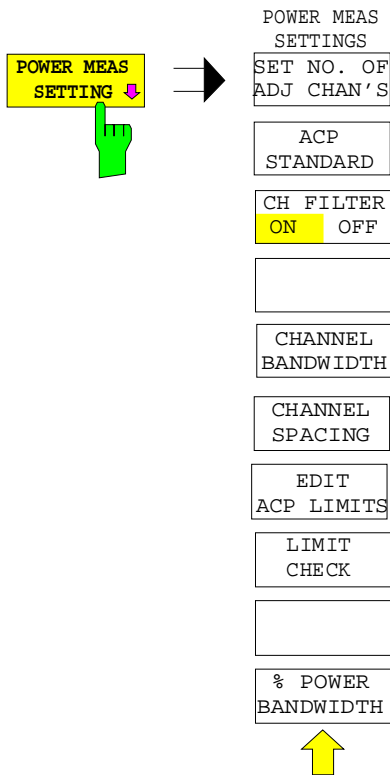 POWER MEAS
SETTING
POWER MEAS
SETTINGS
SET NO. OF
ADJ CHAN'S
ACP
STANDARD
CH FILTER
ON OFF
CHANNEL
BANDWIDTH
CHANNEL
SPACING
EDIT
ACP LIMITS
LIMIT
CHECK
% POWER
BANDWIDTH